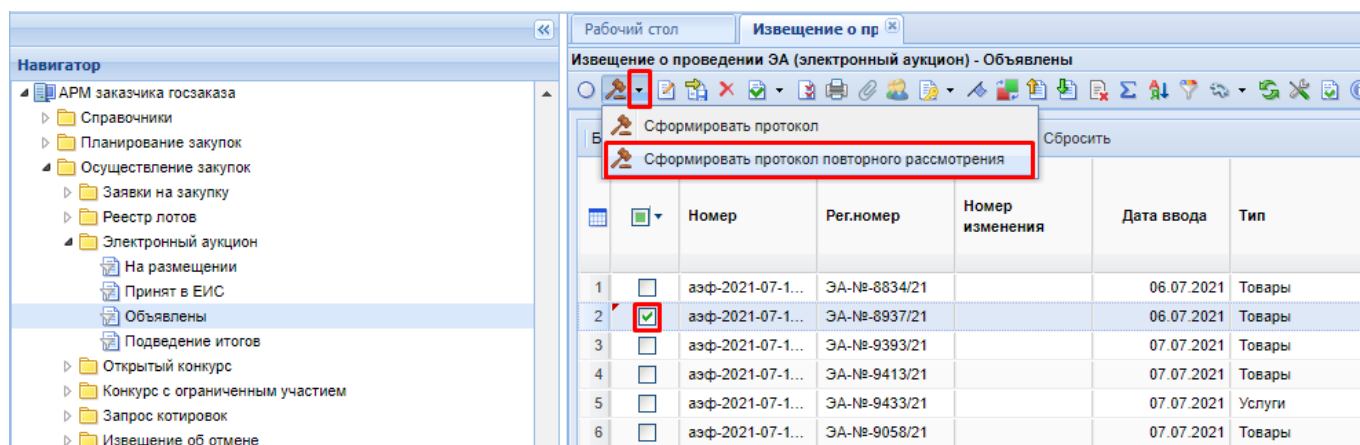 Навигатор
АРМ заказчика госзаказа
Справочники
Планирование закупок
Осуществление закупок
Заявки на закупку
Реестр лотов
Электронный аукцион
На размещении
Принят в ЕИС
Объявлены
Подведение итогов
Открытый конкурс
Конкурс с ограниченным участием
Запрос котировок
Извещение об отмене
Рабочий стол Извещение о пр
Извещение о проведении ЭА (электронный аукцион) - Объявлены
Сформировать протокол
Б Сбросить
Сформировать протокол повторного рассмотрения
Номер Рег.номер Номер изменения Дата ввода Тип
1 аэф-2021-07-1... ЭА-№-8834/21 06.07.2021 Товары
2 аэф-2021-07-1... ЭА-№-8937/21 06.07.2021 Товары
3 аэф-2021-07-1... ЭА-№-9393/21 07.07.2021 Товары
4 аэф-2021-07-1... ЭА-№-9413/21 07.07.2021 Товары
5 аэф-2021-07-1... ЭА-№-9433/21 07.07.2021 Услуги
6 аэф-2021-07-1... ЭА-№-9058/21 07.07.2021 Товары